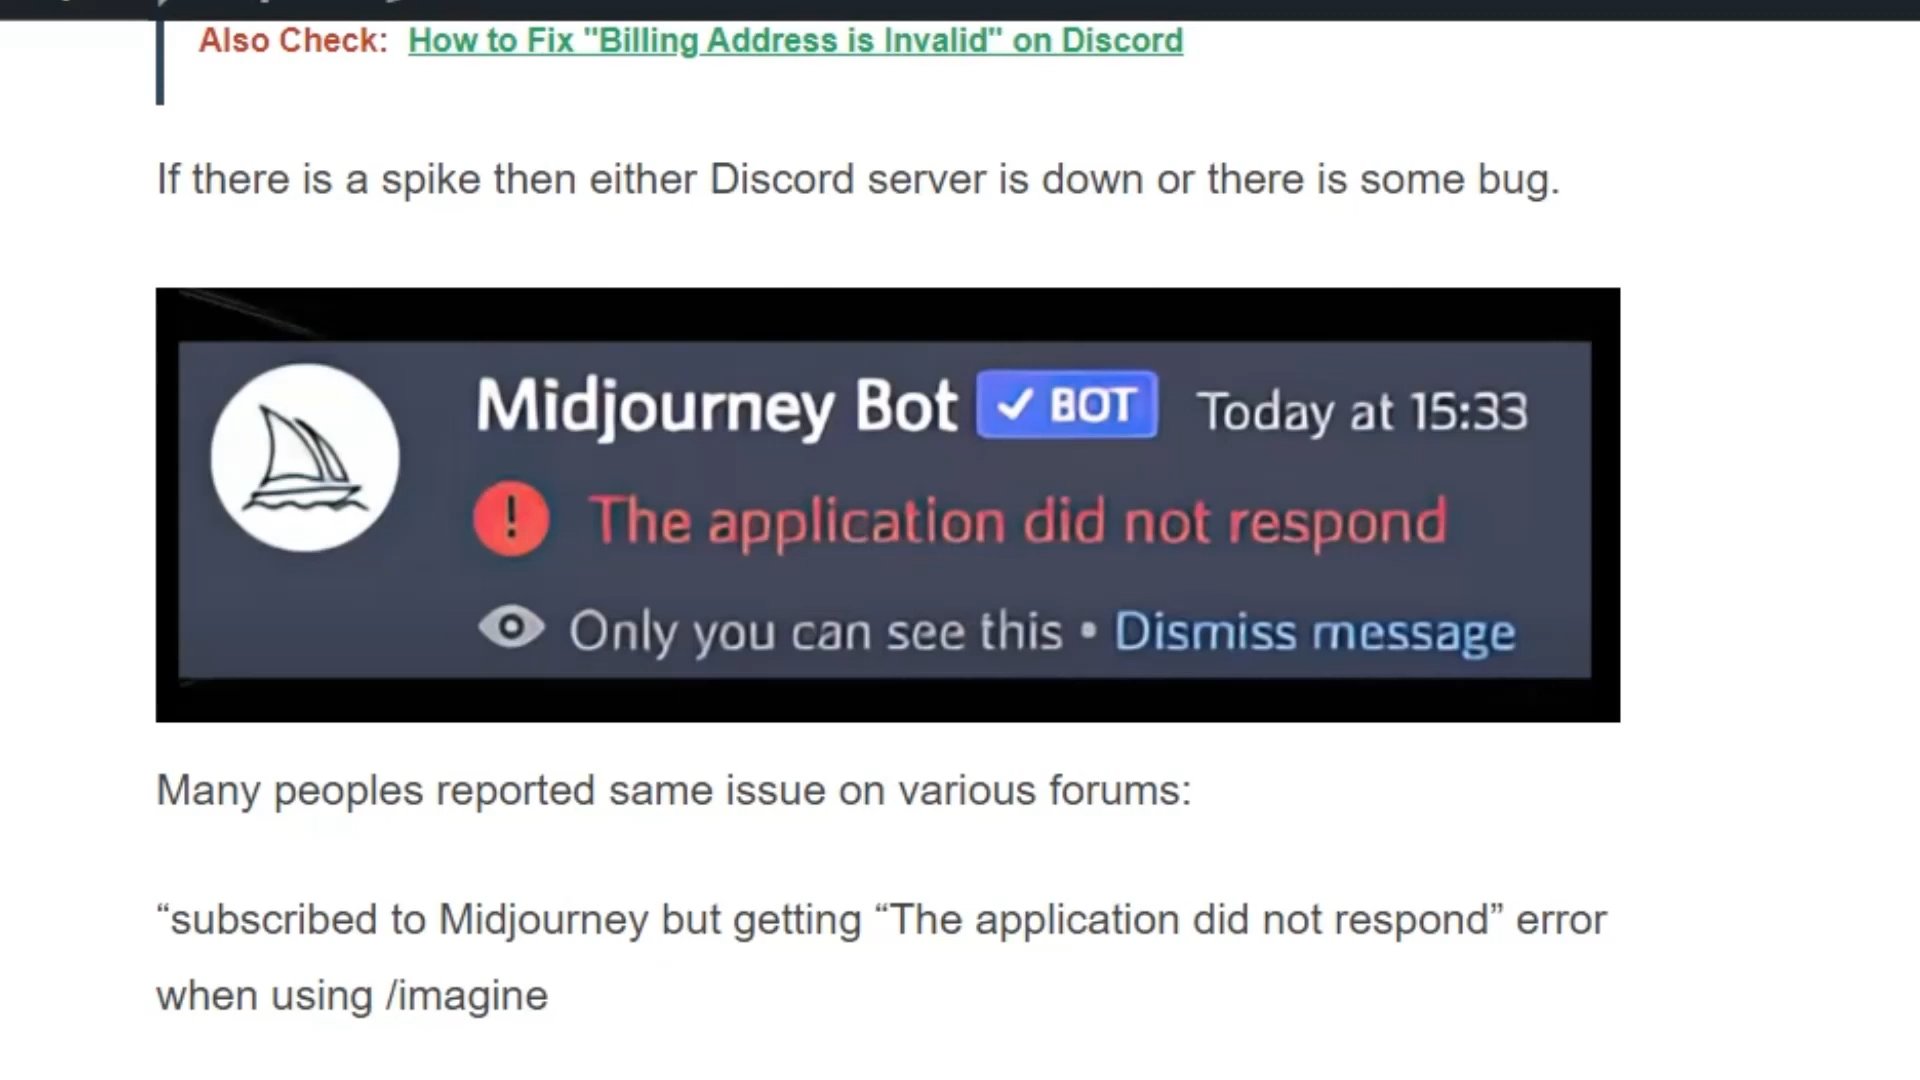 Also Check: How to Fix "Billing Address is Invalid" on Discord
If there is a spike then either Discord server is down or there is some bug.
Midjourney Bot ✓ BOT Today at 15:33
! The application did not respond
Only you can see this • Dismiss message
Many peoples reported same issue on various forums:
“subscribed to Midjourney but getting “The application did not respond” error
when using /imagine